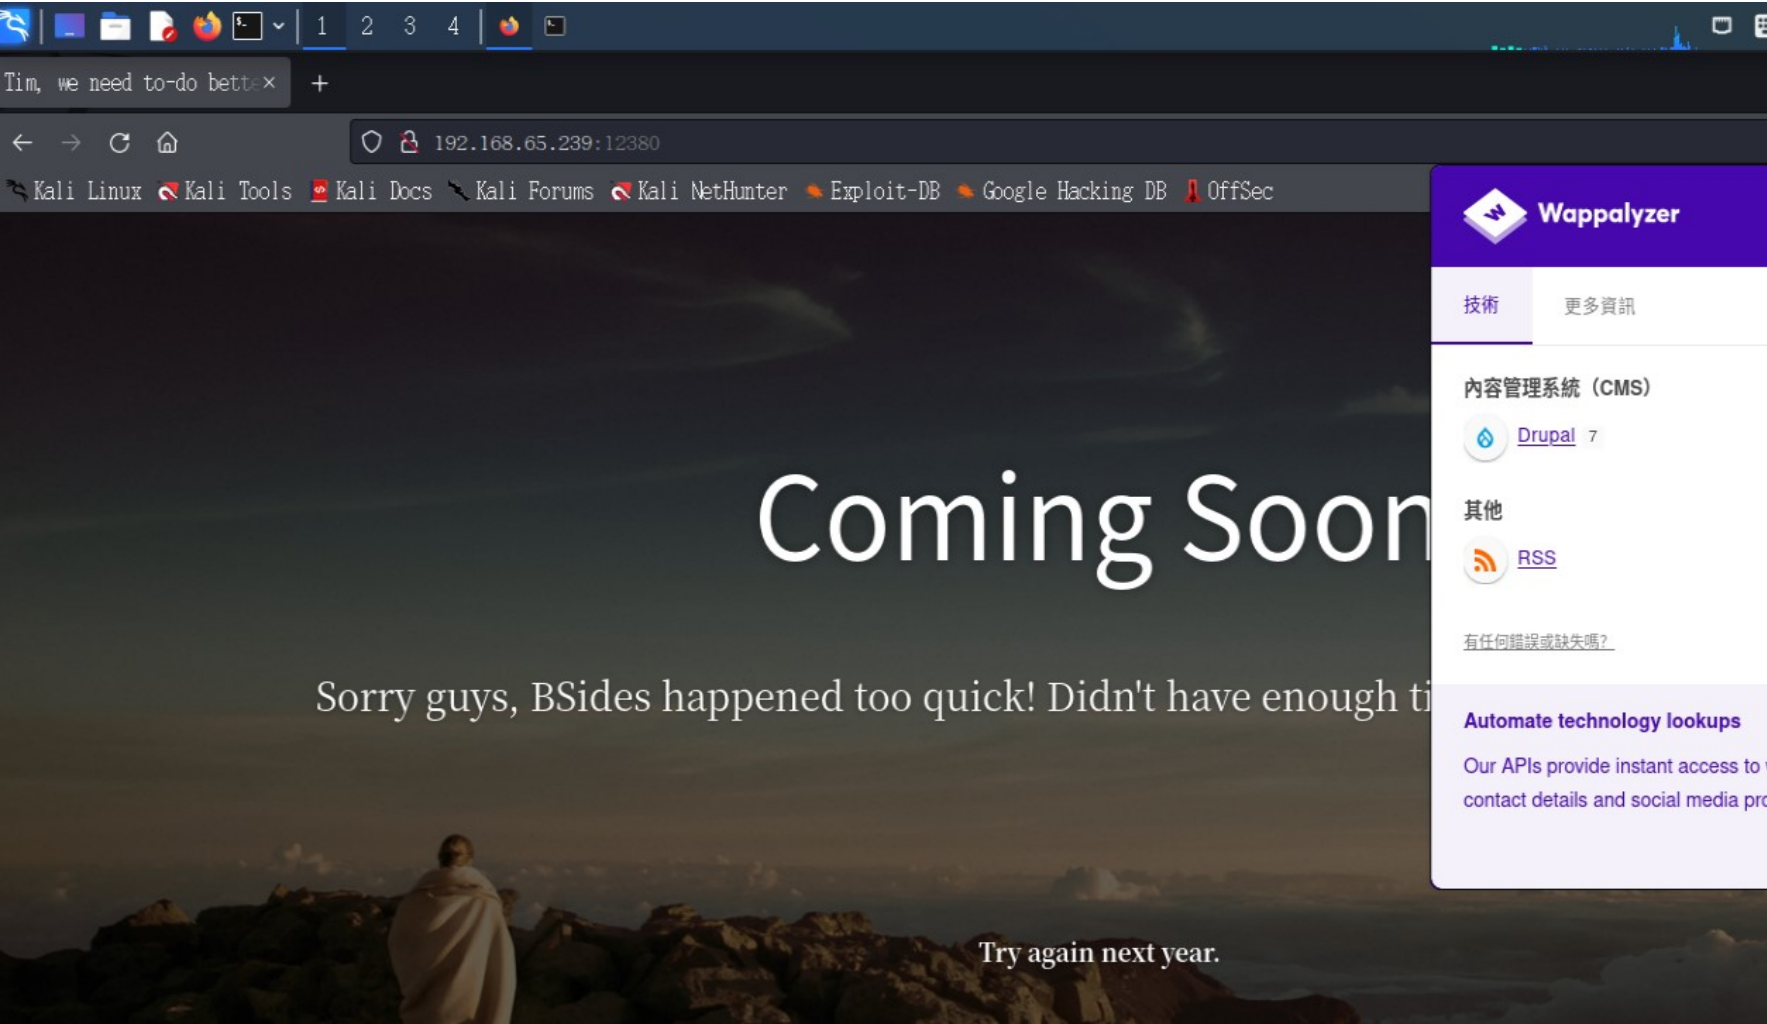 1 2 3 4
Tim, we need to-do bette
192.168.65.239:12380
Kali Linux Kali Tools Kali Docs Kali Forums Kali NetHunter Exploit-DB Google Hacking DB OffSec
Wappalyzer
技術 更多資訊
內容管理系統（CMS）
Drupal 7
其他
RSS
有任何錯誤或缺失嗎？
Automate technology lookups
Our APIs provide instant access to
contact details and social media
Coming Soon
Sorry guys, BSides happened too quick! Didn't have enough
Try again next year.